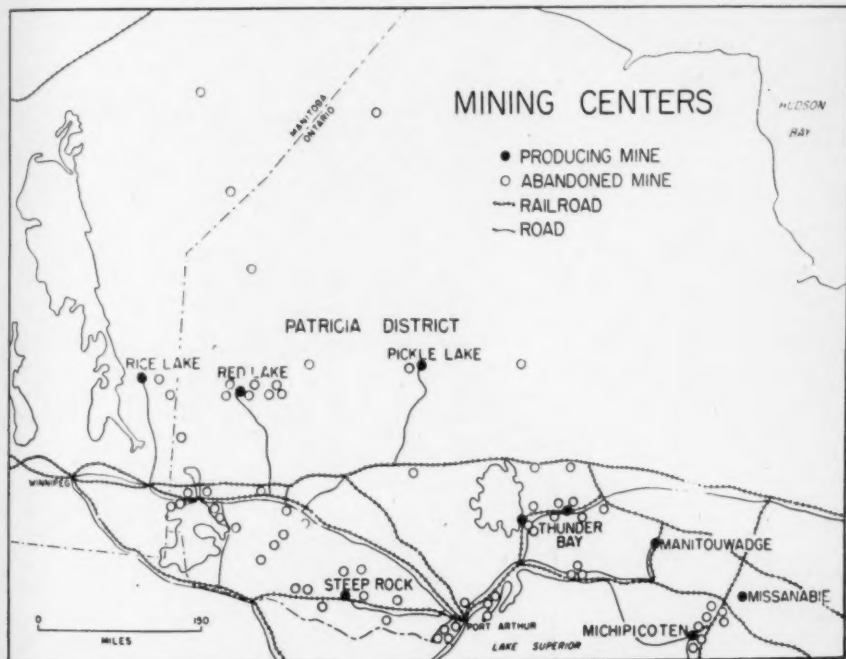 MANITOBA
ONTARIO
MINING CENTERS
HUDSON
BAY
PRODUCING MINE
ABANDONED MINE
RAILROAD
ROAD
PATRICIA DISTRICT
RICE LAKE
RED LAKE
PICKLE LAKE
WINNIPEG
THUNDER
BAY
MANITOUWADGE
STEEP ROCK
MISSANABIE
0 190
MILES
PORT ARTHUR
MICHIPICOTEN
LAKE SUPERIOR